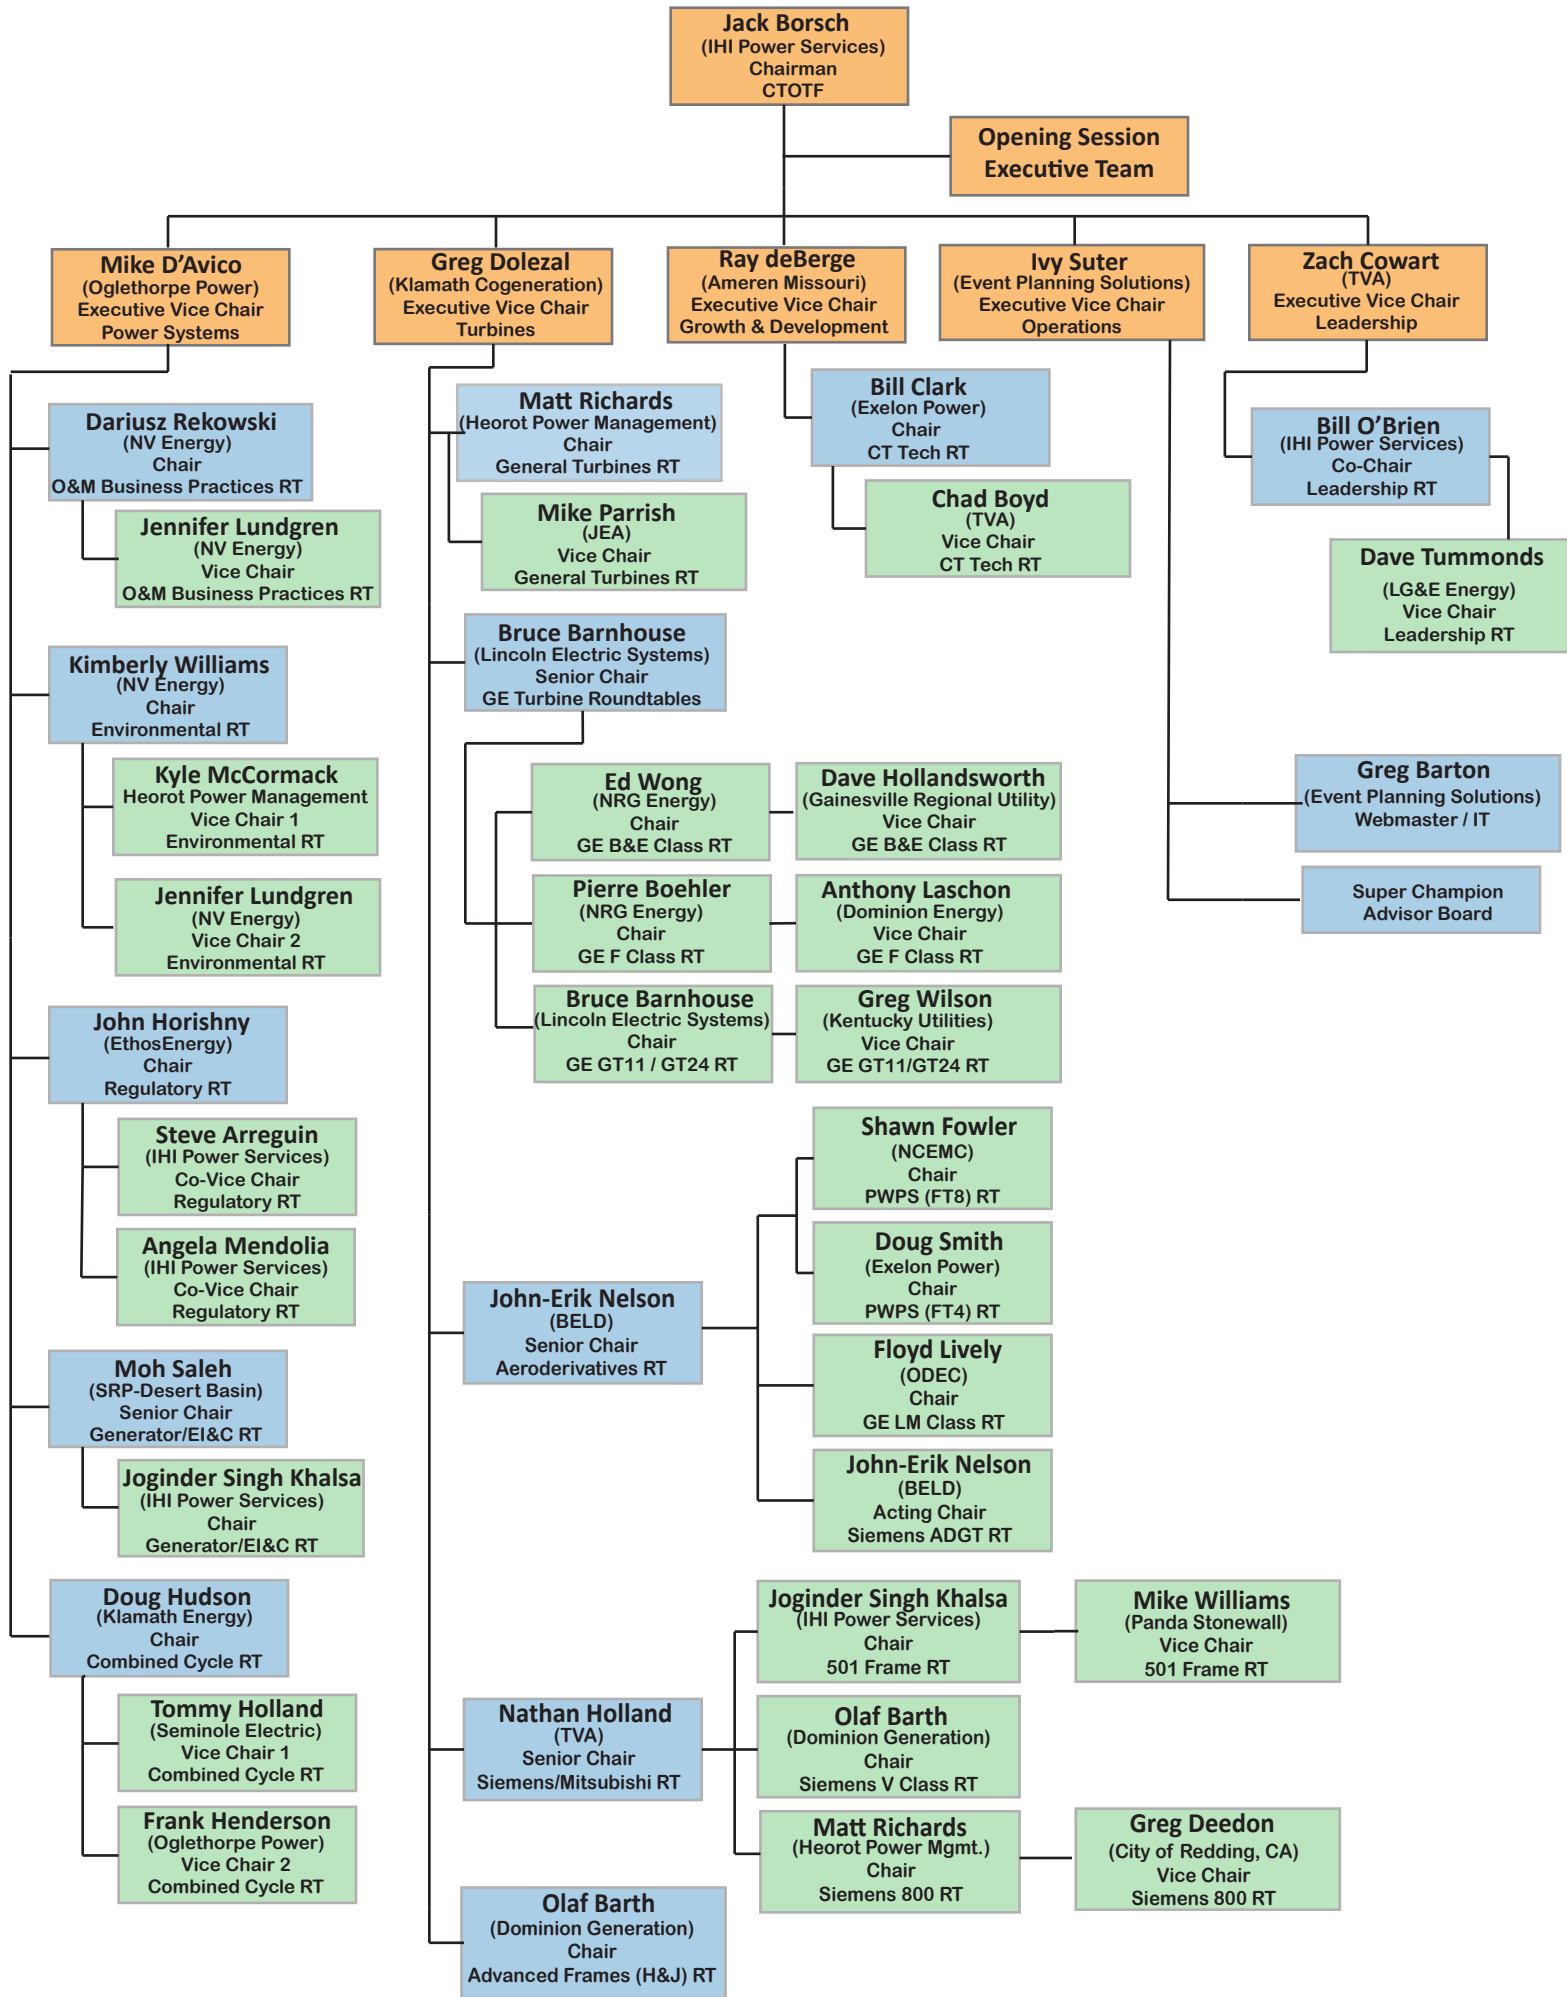 Jack Borsch
(IHI Power Services)
Chairman
CTOTF
Opening Session
Executive Team
Mike D’Avico
(Oglethorpe Power)
Executive Vice Chair
Power Systems
Greg Dolezal
(Klamath Cogeneration)
Executive Vice Chair
Turbines
Ray deBerge
(Ameren Missouri)
Executive Vice Chair
Growth & Development
Ivy Suter
(Event Planning Solutions)
Executive Vice Chair
Operations
Zach Cowart
(TVA)
Executive Vice Chair
Leadership
Dariusz Rekowski
(NV Energy)
Chair
O&M Business Practices RT
Jennifer Lundgren
(NV Energy)
Vice Chair
O&M Business Practices RT
Kimberly Williams
(NV Energy)
Chair
Environmental RT
Kyle McCormack
Heorot Power Management
Vice Chair 1
Environmental RT
Jennifer Lundgren
(NV Energy)
Vice Chair 2
Environmental RT
John Horishny
(EthosEnergy)
Chair
Regulatory RT
Steve Arreguin
(IHI Power Services)
Co-Vice Chair
Regulatory RT
Angela Mendolia
(IHI Power Services)
Co-Vice Chair
Regulatory RT
Moh Saleh
(SRP-Desert Basin)
Senior Chair
Generator/EI&C RT
Joginder Singh Khalsa
(IHI Power Services)
Chair
Generator/EI&C RT
Doug Hudson
(Klamath Energy)
Chair
Combined Cycle RT
Tommy Holland
(Seminole Electric)
Vice Chair 1
Combined Cycle RT
Frank Henderson
(Oglethorpe Power)
Vice Chair 2
Combined Cycle RT
Matt Richards
(Heorot Power Management)
Chair
General Turbines RT
Mike Parrish
(JEA)
Vice Chair
General Turbines RT
Bruce Barnhouse
(Lincoln Electric Systems)
Senior Chair
GE Turbine Roundtables
Ed Wong
(NRG Energy)
Chair
GE B&E Class RT
Dave Hollandsworth
(Gainesville Regional Utility)
Vice Chair
GE B&E Class RT
Pierre Boehler
(NRG Energy)
Chair
GE F Class RT
Anthony Laschon
(Dominion Energy)
Vice Chair
GE F Class RT
Bruce Barnhouse
(Lincoln Electric Systems)
Chair
GE GT11 / GT24 RT
Greg Wilson
(Kentucky Utilities)
Vice Chair
GE GT11/GT24 RT
John-Erik Nelson
(BELD)
Senior Chair
Aeroderivatives RT
Shawn Fowler
(NCEMC)
Chair
PWPS (FT8) RT
Doug Smith
(Exelon Power)
Chair
PWPS (FT4) RT
Floyd Lively
(ODEC)
Chair
GE LM Class RT
John-Erik Nelson
(BELD)
Acting Chair
Siemens ADGT RT
Nathan Holland
(TVA)
Senior Chair
Siemens/Mitsubishi RT
Joginder Singh Khalsa
(IHI Power Services)
Chair
501 Frame RT
Mike Williams
(Panda Stonewall)
Vice Chair
501 Frame RT
Olaf Barth
(Dominion Generation)
Chair
Siemens V Class RT
Matt Richards
(Heorot Power Mgmt.)
Chair
Siemens 800 RT
Greg Deedon
(City of Redding, CA)
Vice Chair
Siemens 800 RT
Olaf Barth
(Dominion Generation)
Chair
Advanced Frames (H&J) RT
Bill Clark
(Exelon Power)
Chair
CT Tech RT
Chad Boyd
(TVA)
Vice Chair
CT Tech RT
Greg Barton
(Event Planning Solutions)
Webmaster / IT
Super Champion
Advisor Board
Bill O’Brien
(IHI Power Services)
Co-Chair
Leadership RT
Dave Tummonds
(LG&E Energy)
Vice Chair
Leadership RT